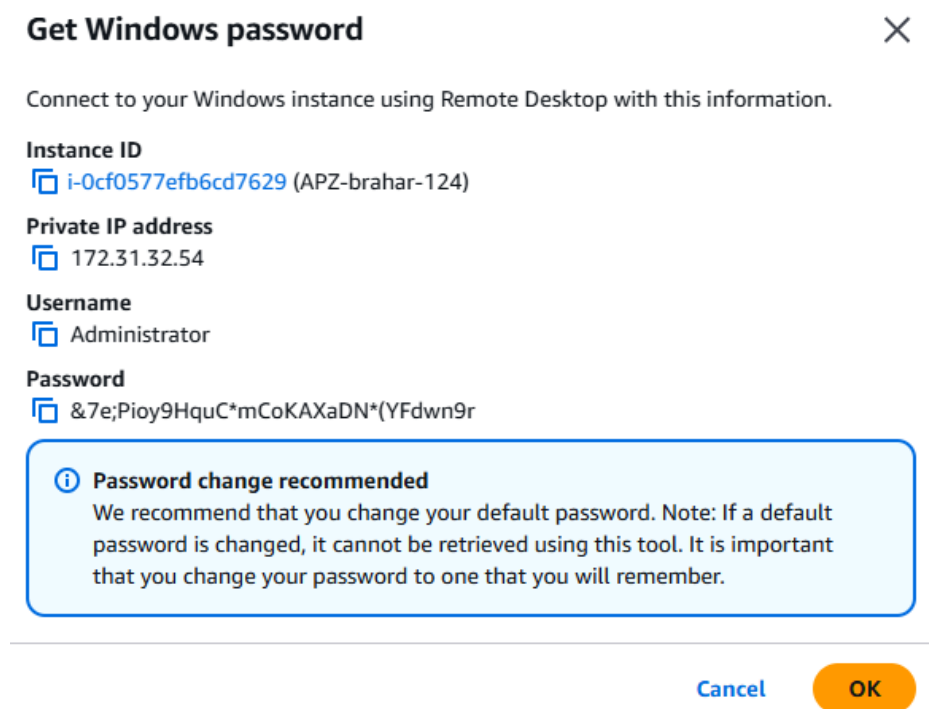 Get Windows password
Connect to your Windows instance using Remote Desktop with this information.
Instance ID
i-0cf0577efb6cd7629 (APZ-brahar-124)
Private IP address
172.31.32.54
Username
Administrator
Password
&7e;Pioy9HquC*mCoKAXaDN*(YFdwn9r
Password change recommended
We recommend that you change your default password. Note: If a default
password is changed, it cannot be retrieved using this tool. It is important
that you change your password to one that you will remember.
Cancel
OK